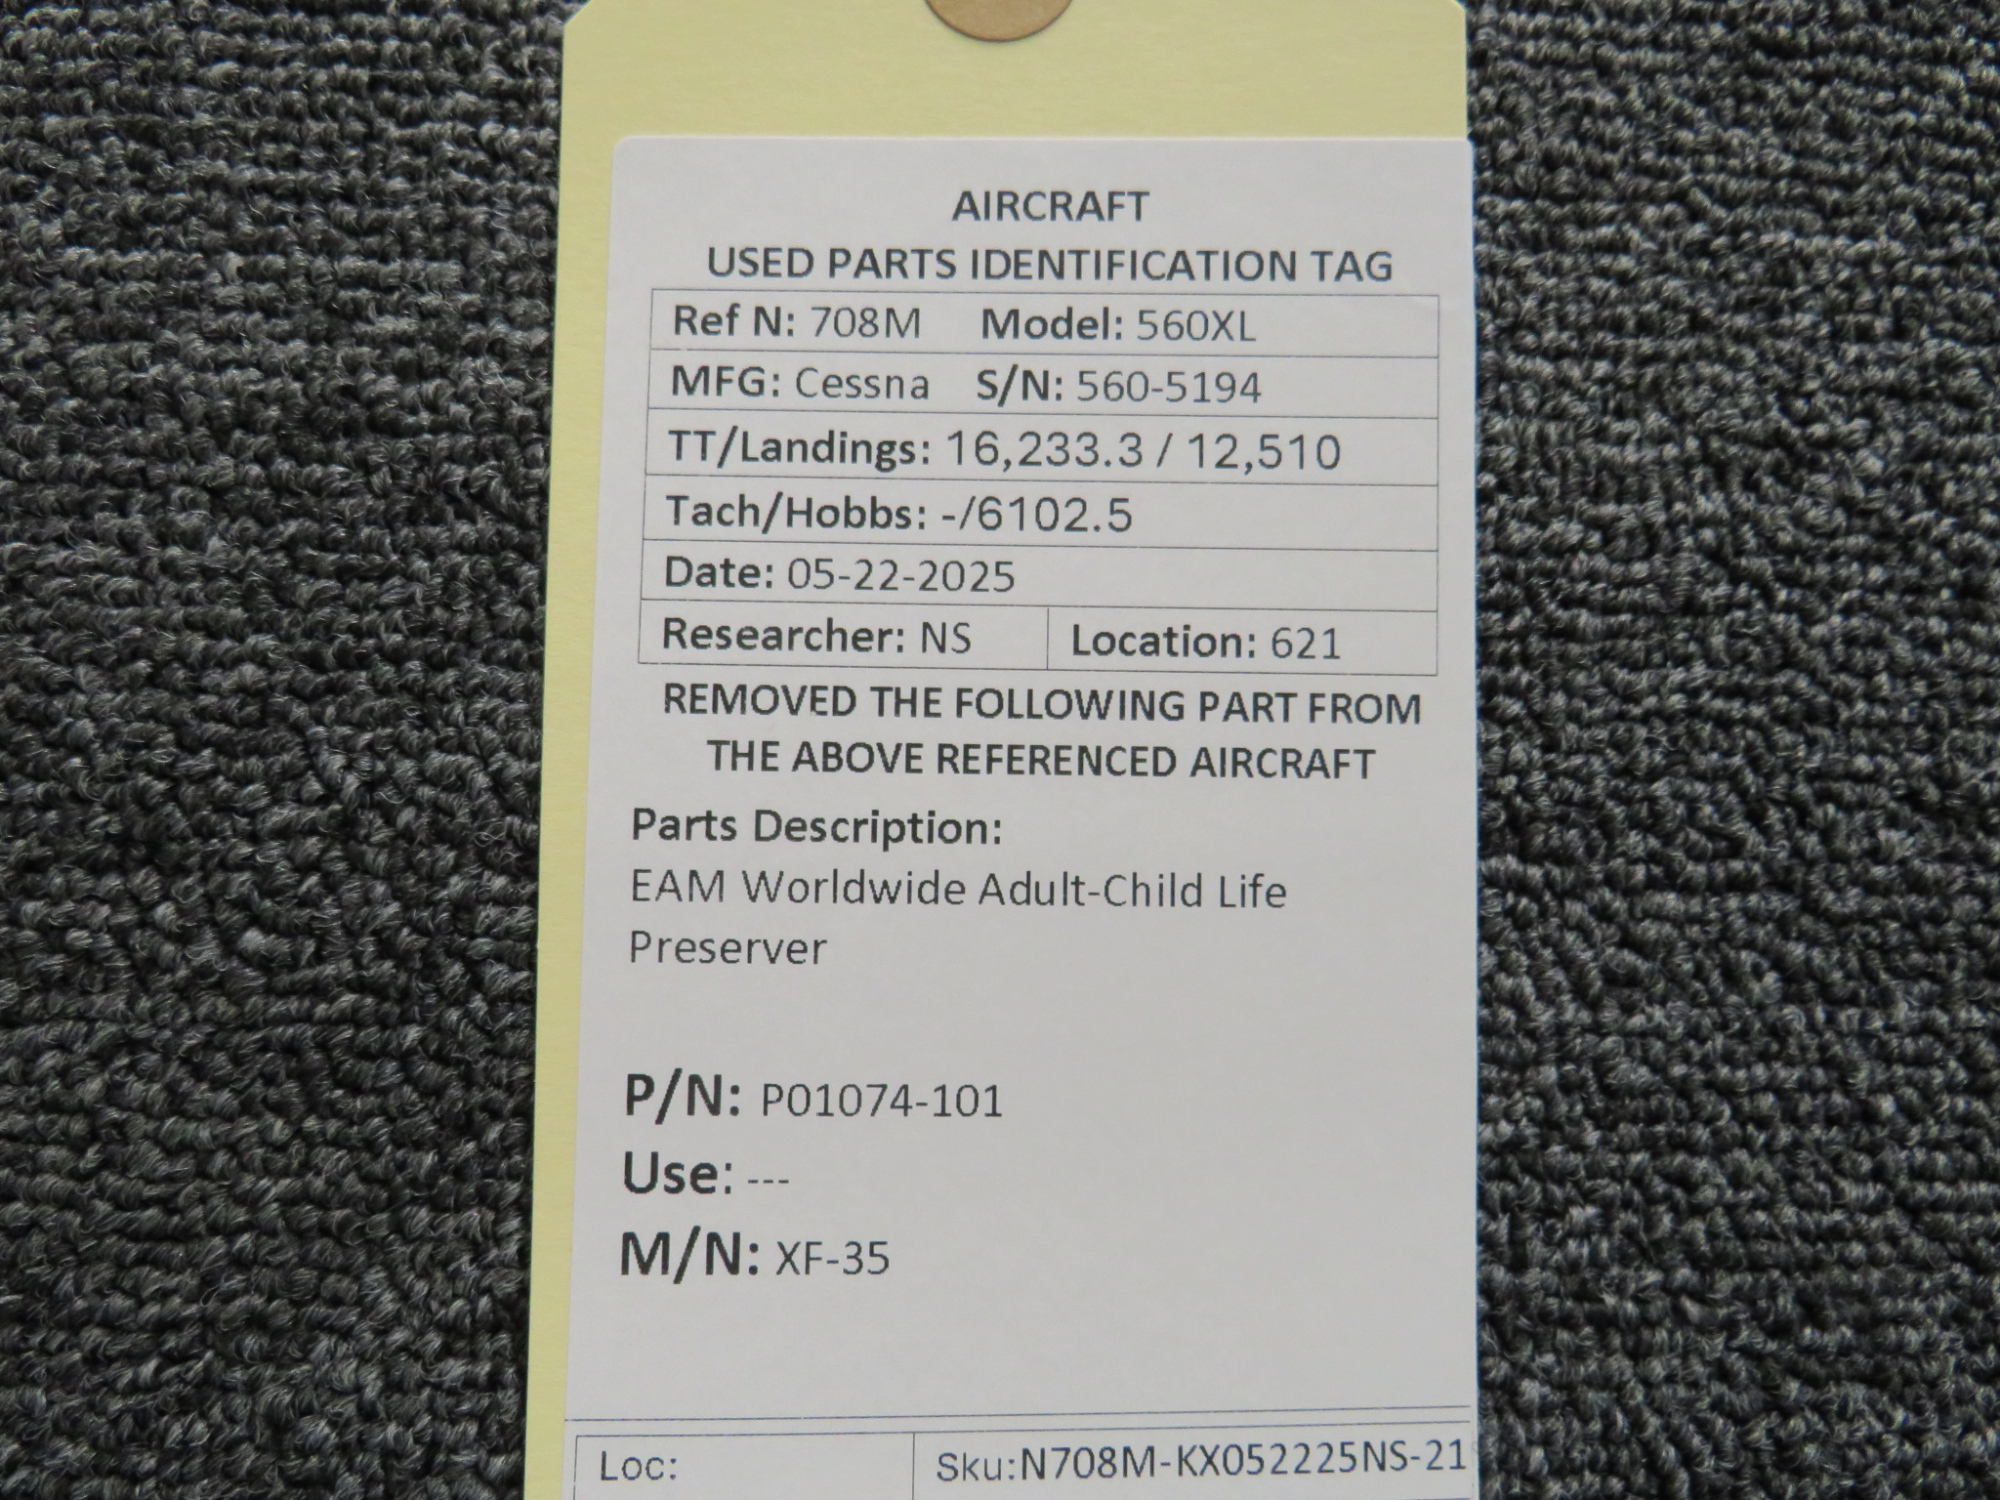 AIRCRAFT
USED PARTS IDENTIFICATION TAG
Ref N: 708M Model: 560XL
MFG: Cessna S/N: 560-5194
TT/Landings: 16,233.3 / 12,510
Tach/Hobbs: -/6102.5
Date: 05-22-2025
Researcher: NS Location: 621
REMOVED THE FOLLOWING PART FROM
THE ABOVE REFERENCED AIRCRAFT
Parts Description:
EAM Worldwide Adult-Child Life
Preserver
P/N: P01074-101
Use: ---
M/N: XF-35
Loc: Sku:N708M-KX052225NS-21